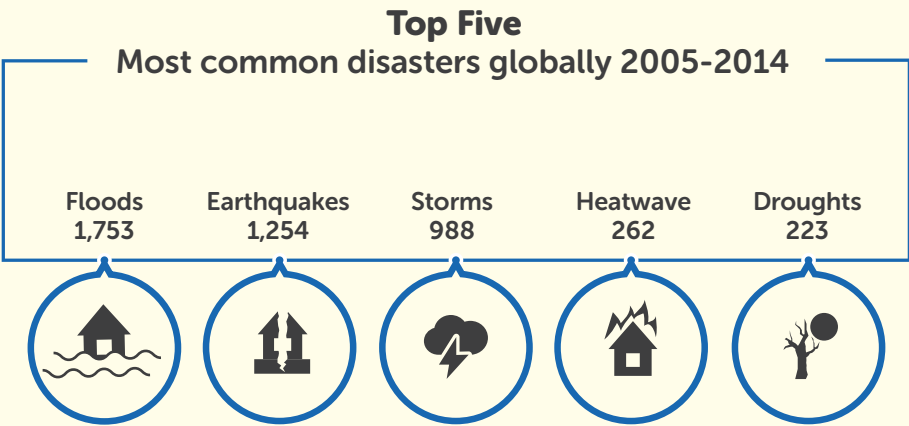 Top Five
Most common disasters globally 2005-2014
Floods
1,753
Earthquakes
1,254
Storms
988
Heatwave
262
Droughts
223